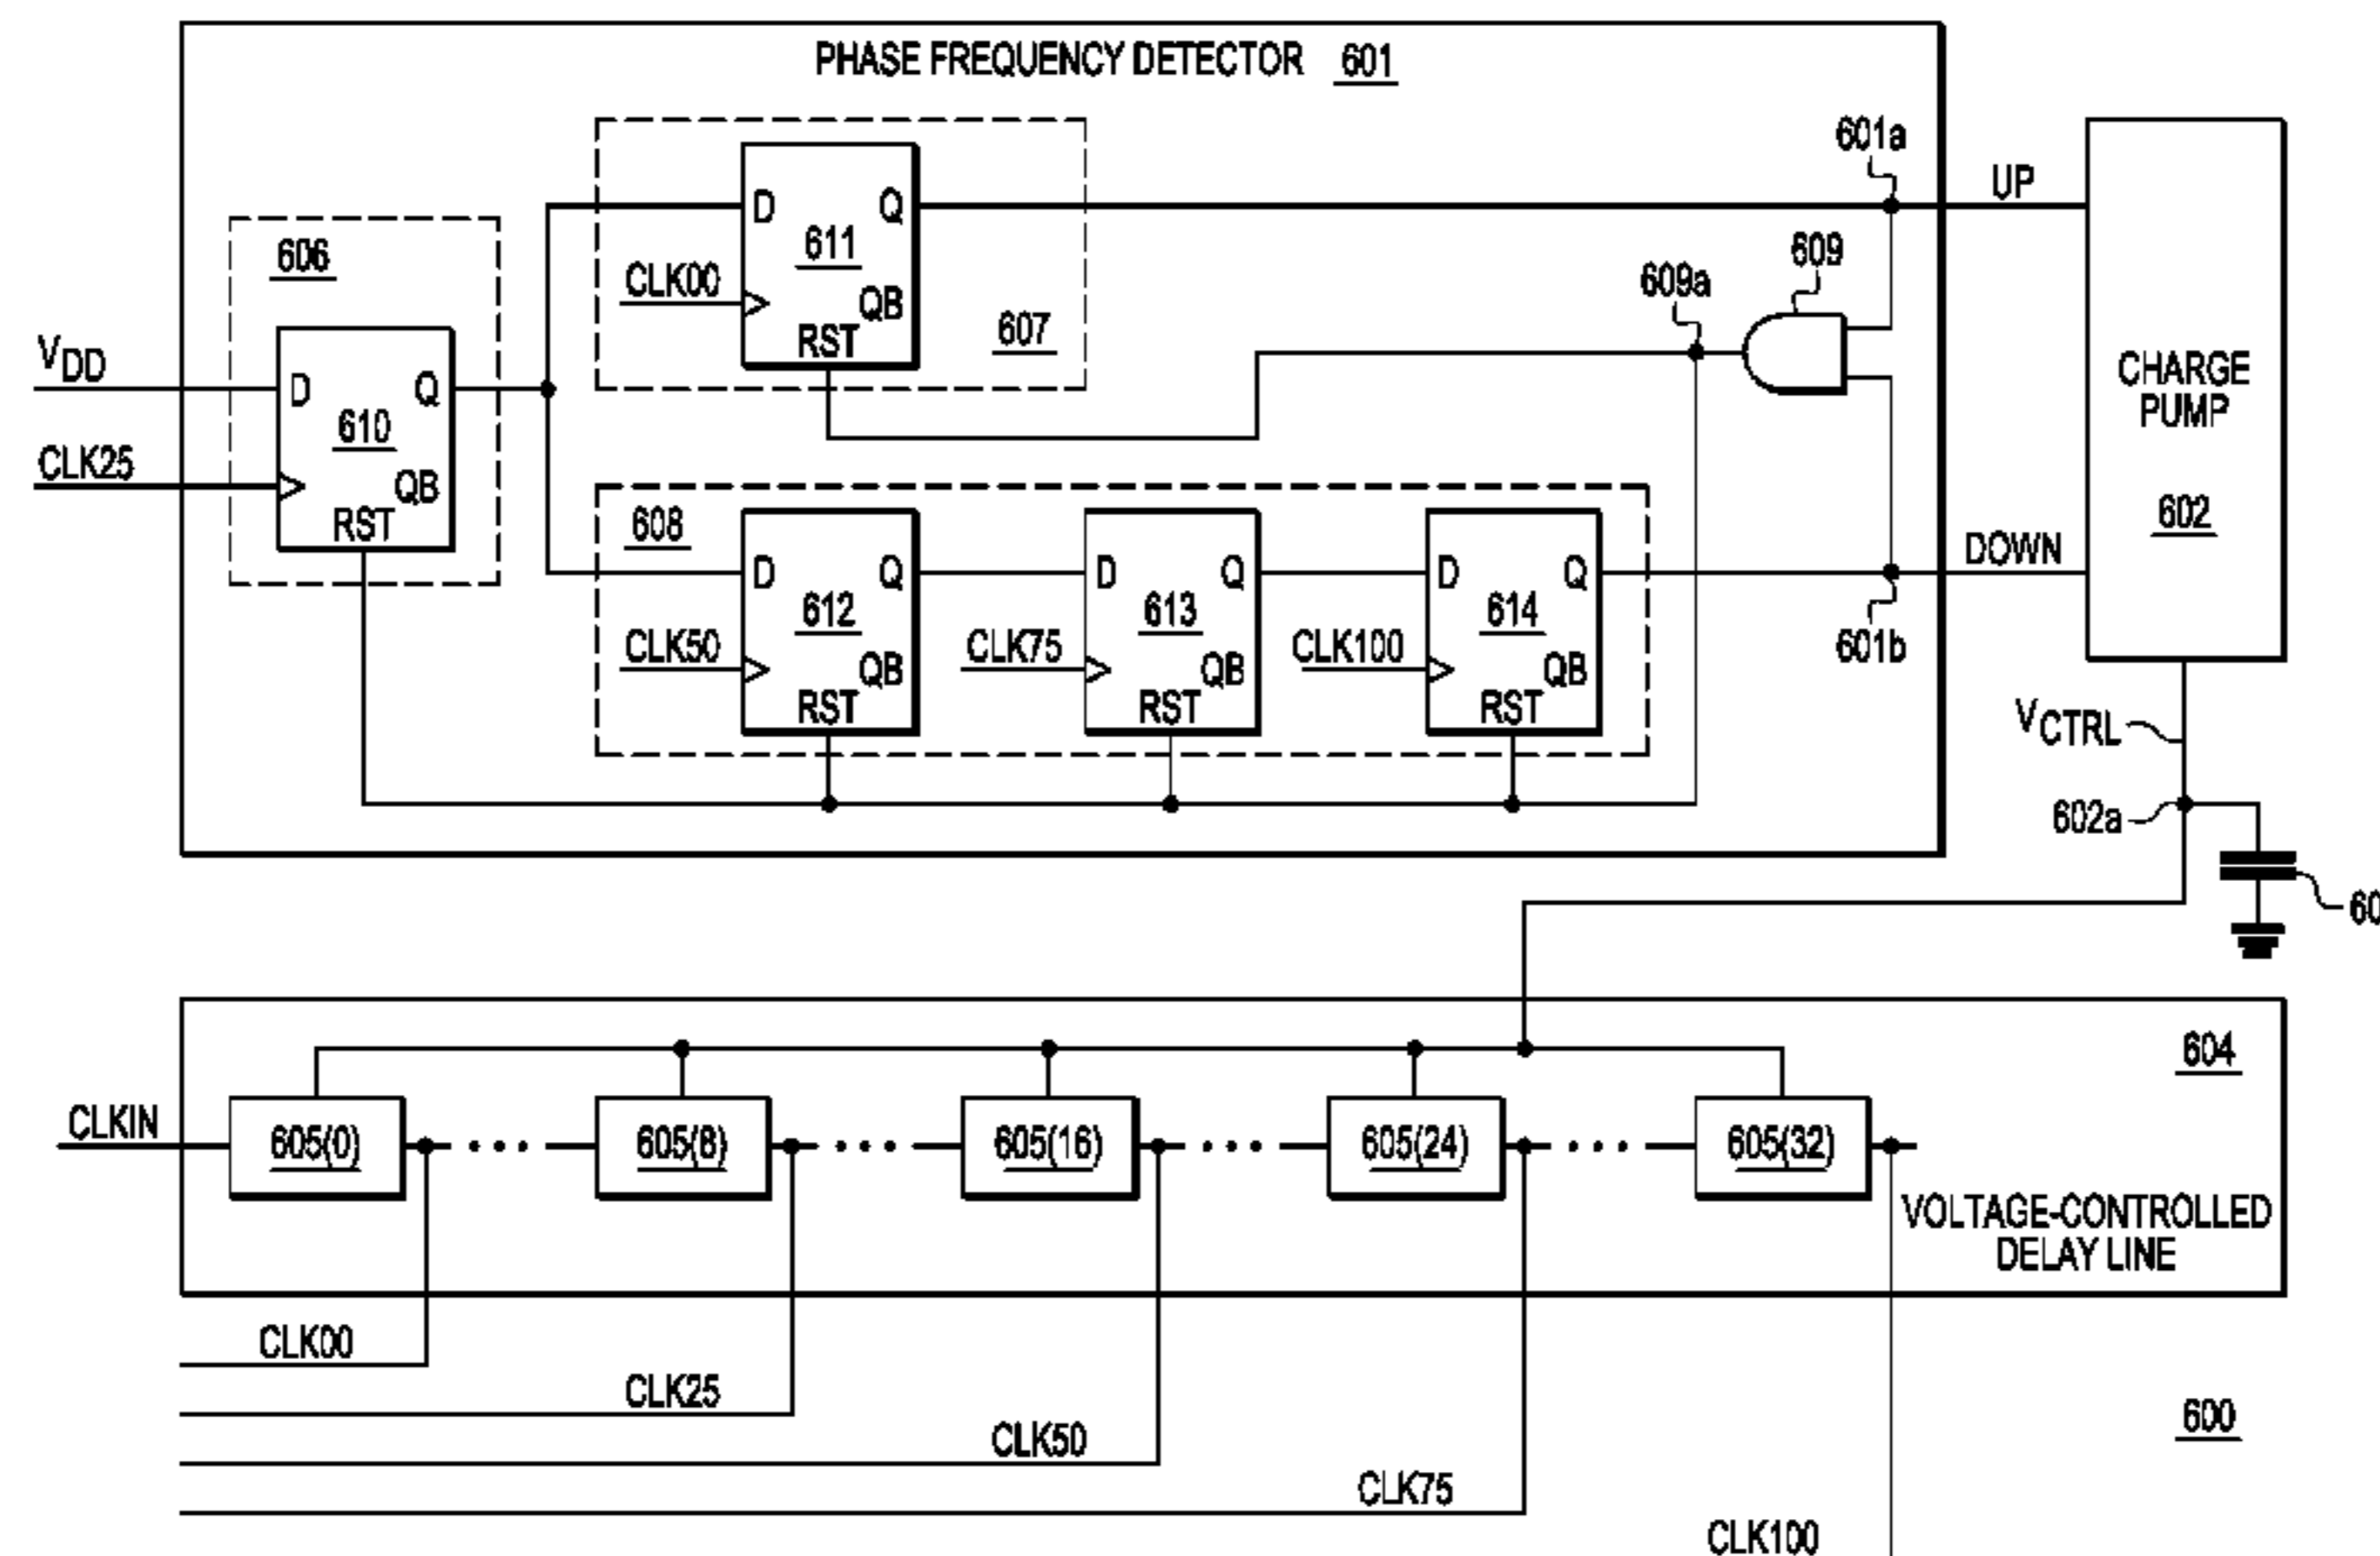 PHASE FREQUENCY DETECTOR 601
601a
UP
606
D Q
611
CLK00
QB
RST
607
609a
609
VDD
CLK25
D Q
610
QB
RST
CHARGE
PUMP
602
608
D Q
612
CLK50
QB
RST
D Q
613
CLK75
QB
RST
D Q
614
CLK100
QB
RST
DOWN
601b
VCTRL
602a
60
604
CLKIN
605(0)
605(8)
605(16)
605(24)
605(32)
VOLTAGE-CONTROLLED
DELAY LINE
CLK00
CLK25
CLK50
CLK75
CLK100
600